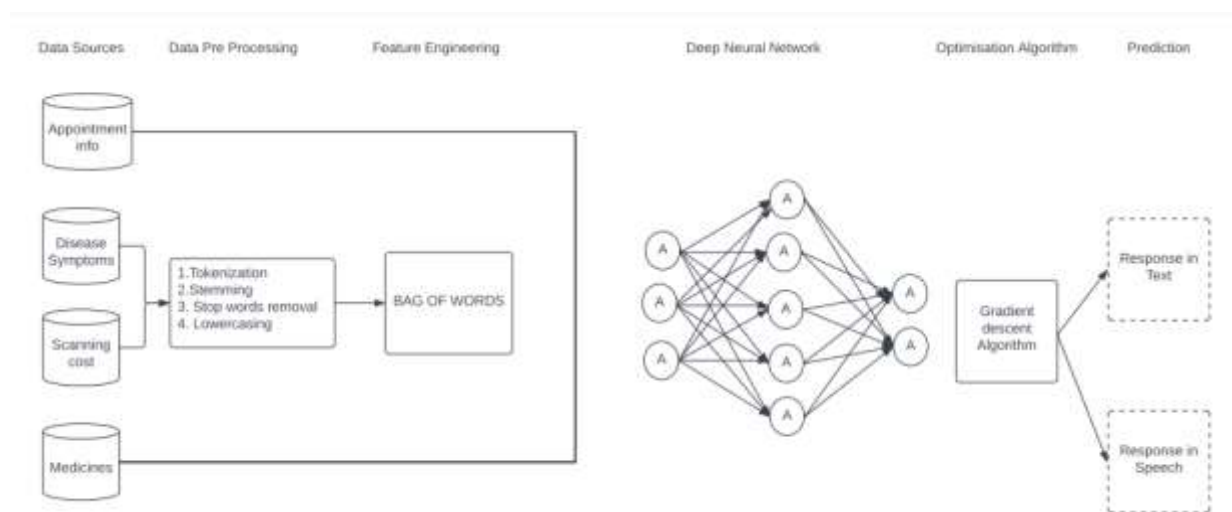 Data Sources
Data Pre Processing
Feature Engineering
Deep Neural Network
Optimisation Algorithm
Prediction
Appointment
info
Disease
Symptoms
Scanning
cost
Medicines
1.Tokenization
2.Stemming
3. Stop words removal
4. Lowercasing
BAG OF WORDS
A
A
A
A
A
A
A
A
A
A
Gradient
descent
Algorithm
Response in
Text
Response in
Speech